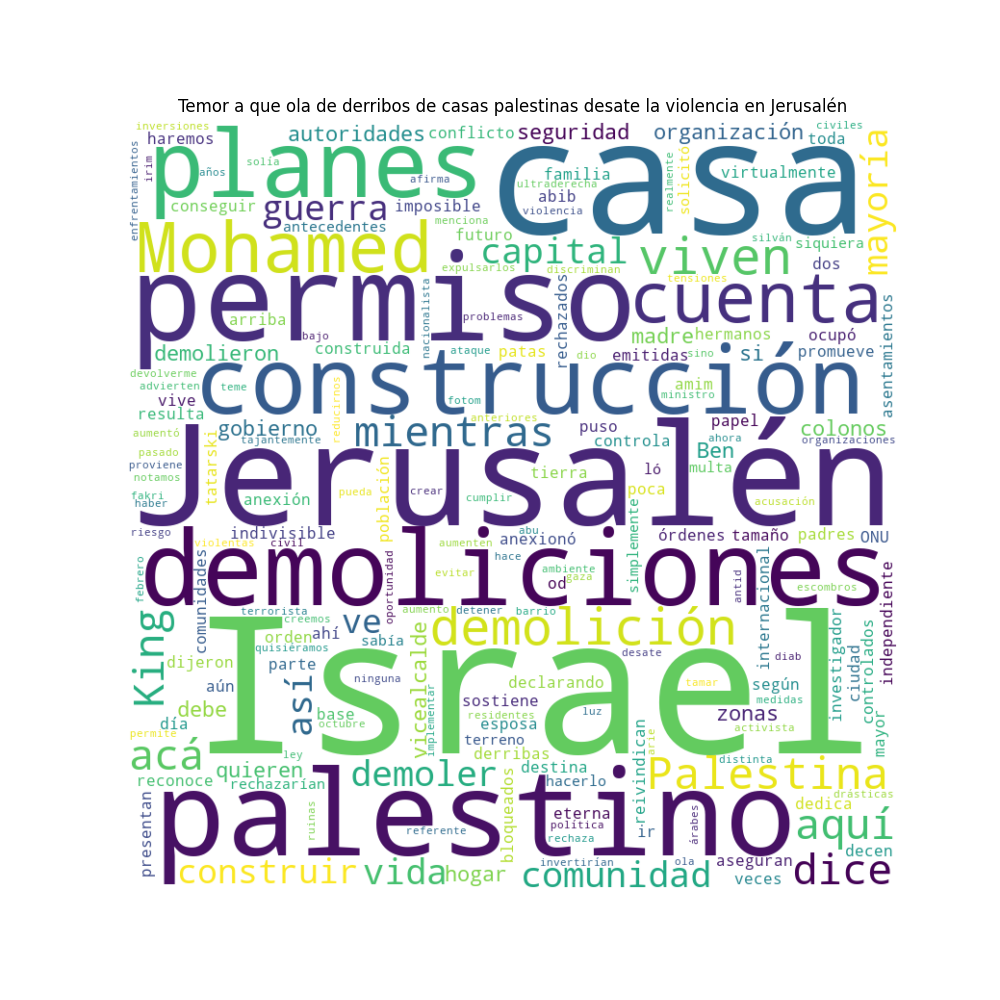 Temor a que ola de derribos de casas palestinas desate la violencia en Jerusalén
inversiones
haremos
autoridades
conflicto
seguridad
organización
civiles
toda
mayoría
enfrentamientos
irim
planes
solía
años
afirma
casa
familia
ultraderecha
abib
violencia
realmente
solicitó
virtualmente
conseguir
guerra
imposible
antecedentes
menciona
futuro
Mohamed
capital
viven
silván
siquiera
expulsarlos
discriminan
tensiones
dos
permiso
cuenta
arriba
bajo
nacionalista
problemas
rechazados
madre
hermanos
ocupó
asentamientos
demolieron
construida
ataque
patas
dio
emitidas
sino
si
promueve
devolverme
advierten
teme
vive
resulta
construcción
reducirnos
fotom
amim
ministro
anteriores
aumentó
gobierno
tajantemente
mientras
puso
controla
papel
Ben
ahora
colonos
organizaciones
pasado
proviene
notamos
tatarski
Jerusalén
población
tierra
ló
multa
fakri
haber
anexión
pueda
crear
cumplir
poca
acusación
riesgo
indivisible
violentas
civil
abu
anexionó
simplemente
órdenes
tamaño
padres
ONU
febrero
comunidades
demoliciones
aumenten
hace
oportunidad
evitar
ambiente
gaza
od
internacional
antid
escombros
independiente
King
terrorista
creemos
orden
ahí
ve
sabía
aumento
detener
barrio
vicealcalde
demolición
investigador
controlados
ciudad
dijeron
quisiéramos
desate
diab
aún
parte
ninguna
declarando
tamar
según
medidas
mayor
debe
así
base
octubre
Israel
implementar
sostiene
residentes
esposa
luz
zonas
activista
día
permite
terreno
arie
acá
ley
derribas
distinta
reconoce
quieren
rechazarían
demoler
destina
hacerlo
reivindican
Palestina
drásticas
presentan
palestino
ruinas
referente
bloqueados
eterna
política
rechaza
ir
árabes
dedica
aquí
decen
construir
vida
hogar
comunidad
invertirían
ola
aseguran
veces
dice